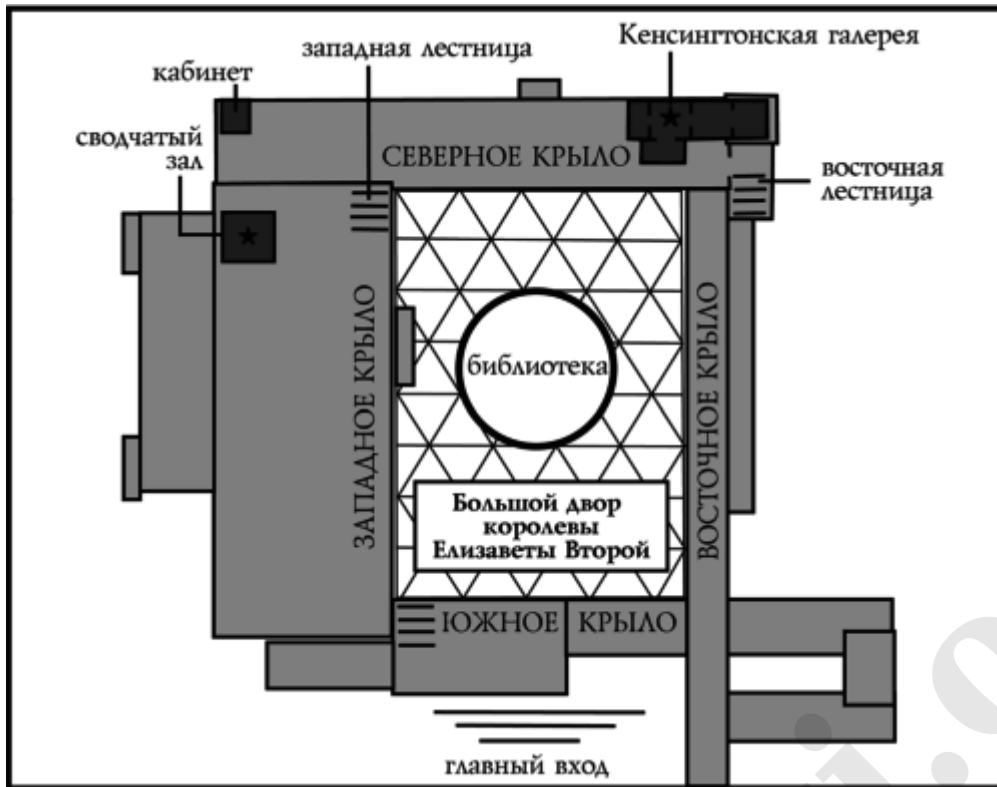 западная лестница
Кенсингтонская галерея
кабинет
сводчатый
зал
СЕВЕРНОЕ КРЫЛО
восточная
лестница
ЗАПАДНОЕ КРЫЛО
библиотека
ВОСТОЧНОЕ КРЫЛО
Большой двор
королевы
Елизаветы Второй
ЮЖНОЕ КРЫЛО
главный вход